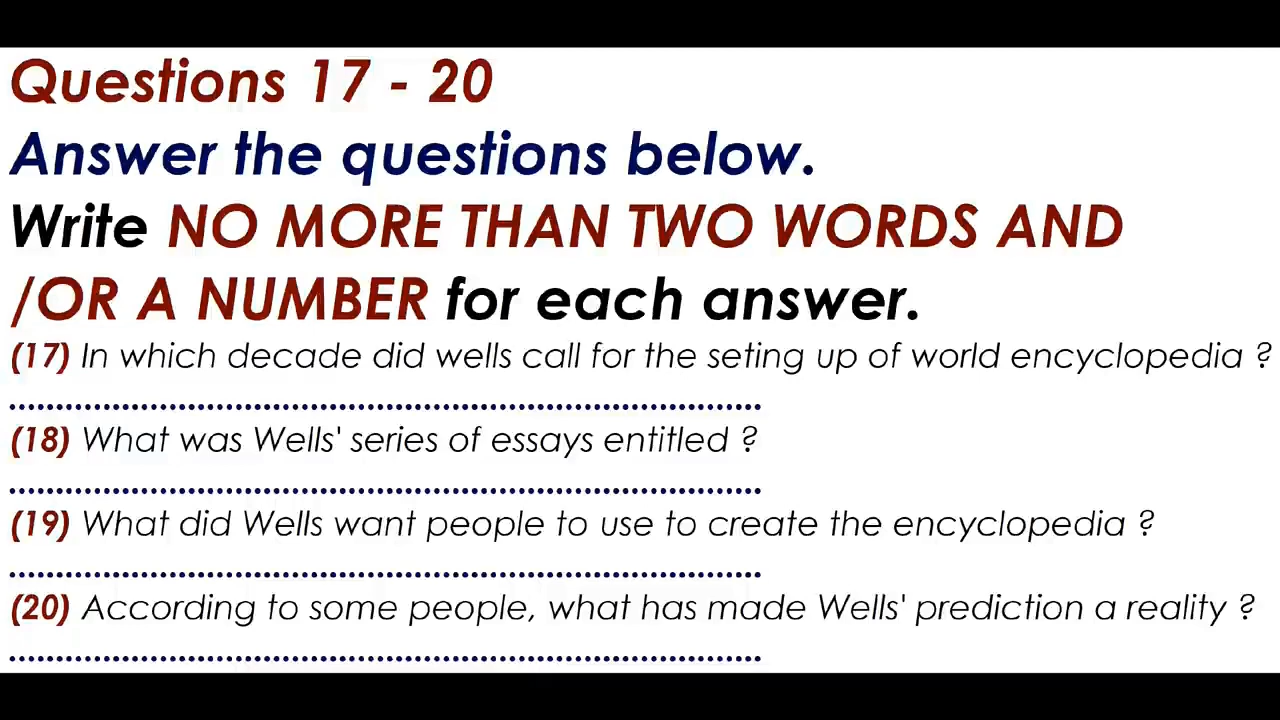 Questions 17 - 20
Answer the questions below.
Write NO MORE THAN TWO WORDS AND
/OR A NUMBER for each answer.
(17) In which decade did wells call for the seting up of world encyclopedia ?
................................................................................
(18) What was Wells' series of essays entitled ?
................................................................................
(19) What did Wells want people to use to create the encyclopedia ?
................................................................................
(20) According to some people, what has made Wells' prediction a reality ?
................................................................................